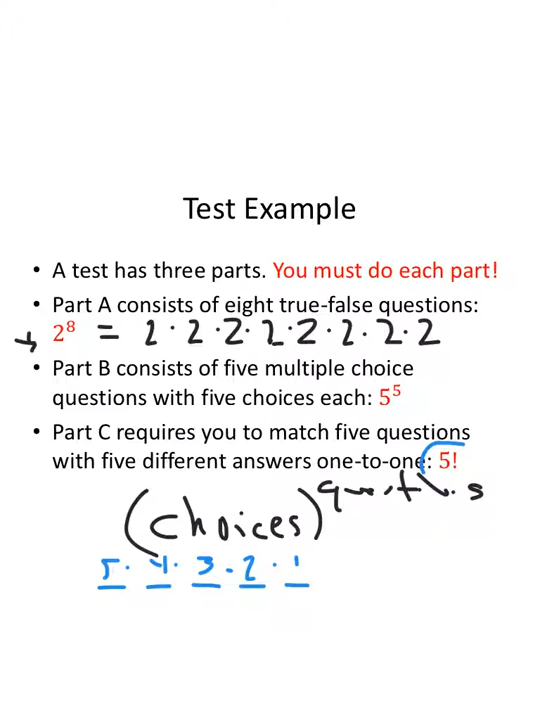 Test Example
• A test has three parts. You must do each part!
• Part A consists of eight true-false questions:
→ 2⁸ = 2 · 2 · 2 · 2 · 2 · 2 · 2 · 2
• Part B consists of five multiple choice
questions with five choices each: 5⁵
• Part C requires you to match five questions
with five different answers one-to-one: 5!
(choices)^questions
5 · 4 · 3 · 2 · 1